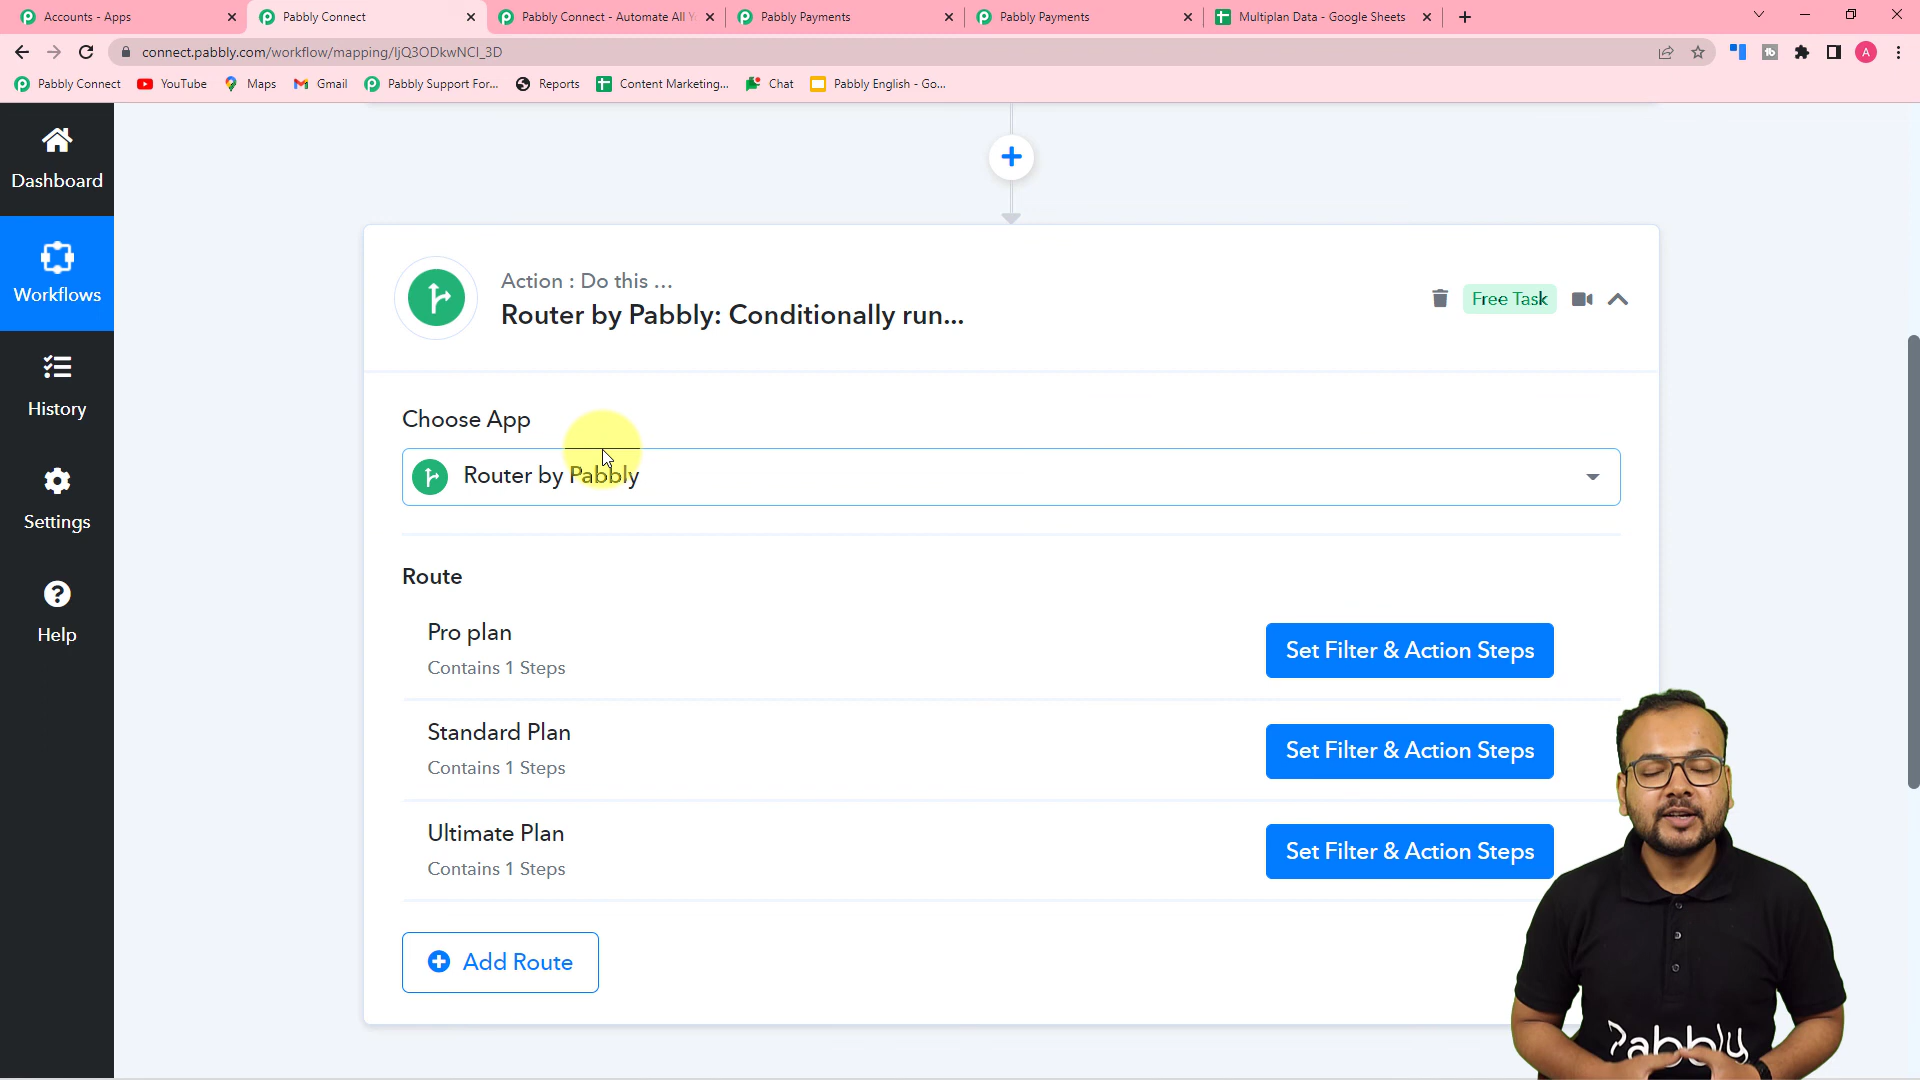 Accounts - Apps
Pabbly Connect
Pabbly Connect - Automate All Y
Pabbly Payments
Pabbly Payments
Multiplan Data - Google Sheets
connect.pabbly.com/workflow/mapping/IjQ3ODkwNCI_3D
A
Pabbly Connect
YouTube
Maps
Gmail
Pabbly Support For...
Reports
Content Marketing...
Chat
Pabbly English - Go...
Dashboard
Workflows
History
Settings
Help
Action : Do this ...
Router by Pabbly: Conditionally run...
Free Task
Choose App
Router by Pabbly
Route
Pro plan
Contains 1 Steps
Set Filter & Action Steps
Standard Plan
Contains 1 Steps
Set Filter & Action Steps
Ultimate Plan
Contains 1 Steps
Set Filter & Action Steps
Add Route
Pabbly